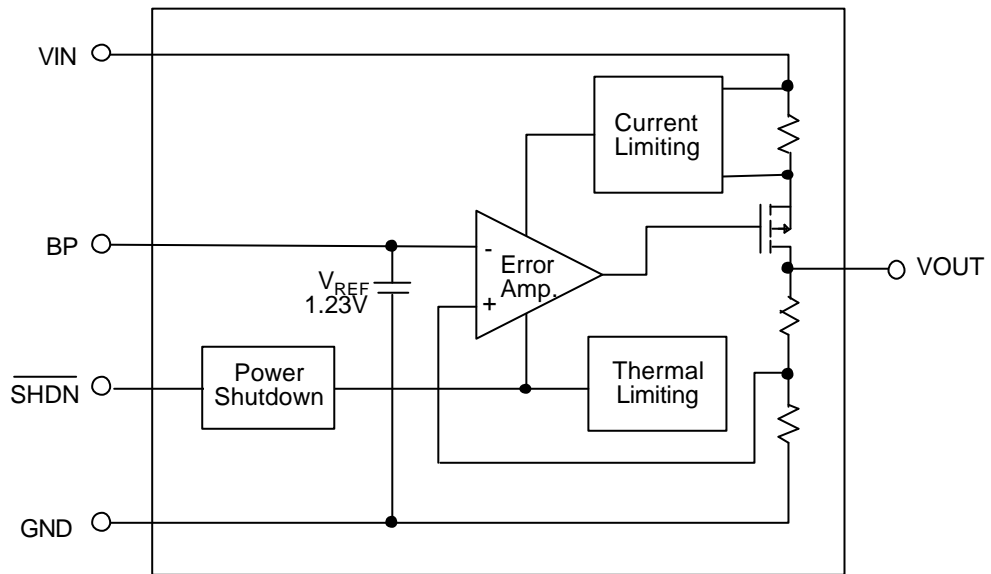 VIN
Current
Limiting
BP
-
Error
Amp.
+
VREF
1.23V
VOUT
SHDN
Power
Shutdown
Thermal
Limiting
GND